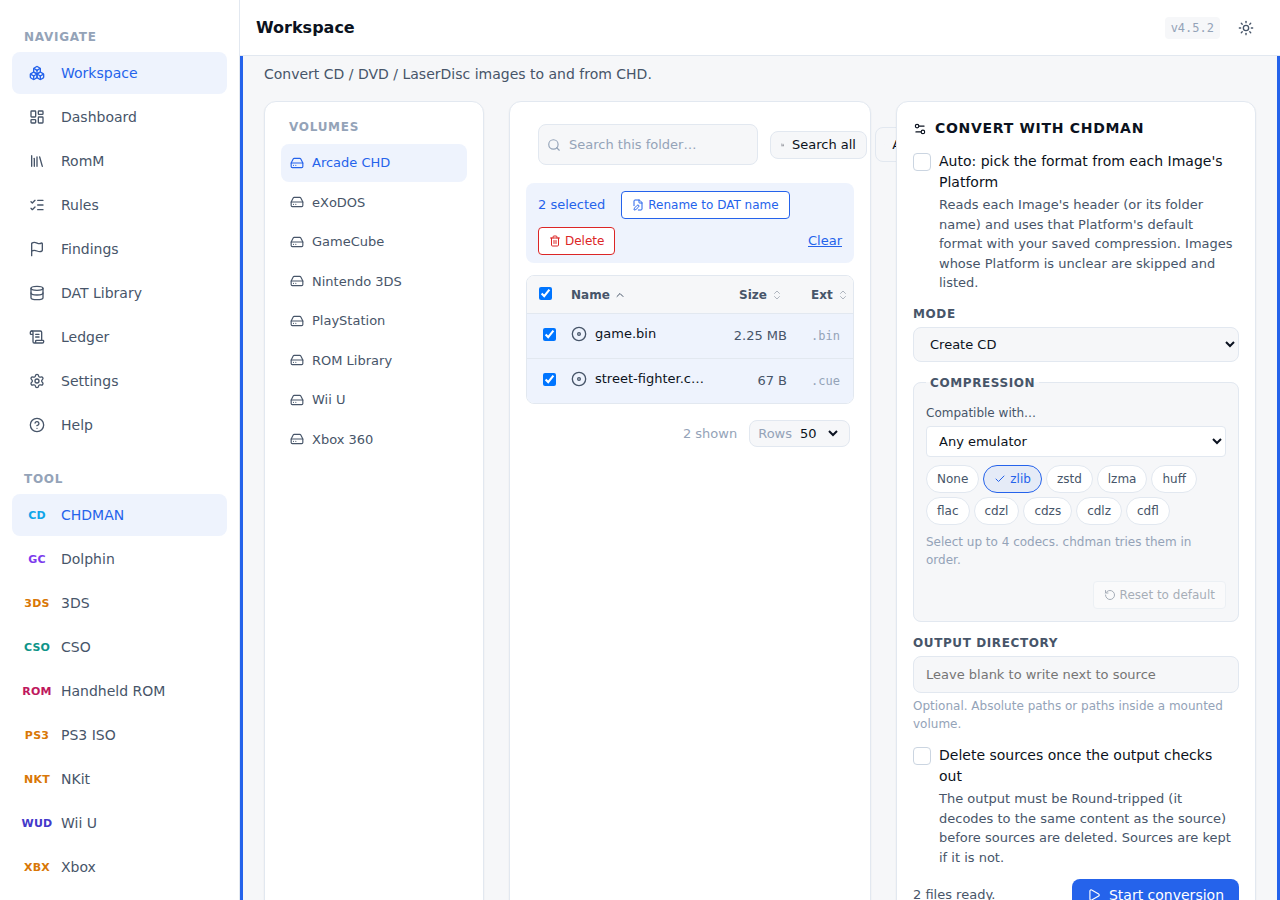 NAVIGATE
Workspace
Dashboard
RomM
Rules
Findings
DAT Library
Ledger
Settings
Help
TOOL
CD CHDMAN
GC Dolphin
3DS 3DS
CSO CSO
ROM Handheld ROM
PS3 PS3 ISO
NKT NKit
WUD Wii U
XBX Xbox
Workspace
v4.5.2
Convert CD / DVD / LaserDisc images to and from CHD.
VOLUMES
Arcade CHD
eXoDOS
GameCube
Nintendo 3DS
PlayStation
ROM Library
Wii U
Xbox 360
Search this folder…
Search all
2 selected
Rename to DAT name
Delete
Clear
Name Size Ext
game.bin 2.25 MB .bin
street-fighter.c… 67 B .cue
2 shown Rows 50
CONVERT WITH CHDMAN
Auto: pick the format from each Image's
Platform
Reads each Image's header (or its folder
name) and uses that Platform's default
format with your saved compression. Images
whose Platform is unclear are skipped and
listed.
MODE
Create CD
COMPRESSION
Compatible with…
Any emulator
None zlib zstd lzma huff
flac cdzl cdzs cdlz cdfl
Select up to 4 codecs. chdman tries them in
order.
Reset to default
OUTPUT DIRECTORY
Leave blank to write next to source
Optional. Absolute paths or paths inside a mounted
volume.
Delete sources once the output checks
out
The output must be Round-tripped (it
decodes to the same content as the source)
before sources are deleted. Sources are kept
if it is not.
2 files ready.
Start conversion